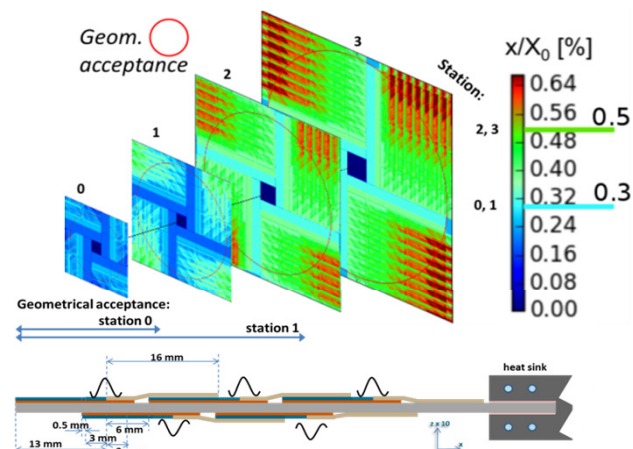 Geom.
acceptance
0
1
2
3
Station:
2, 3
0, 1
x/X0 [%]
0.64
0.56
0.48
0.40
0.32
0.24
0.16
0.08
0.00
0.5
0.3
Geometrical acceptance:
station 0
station 1
16 mm
heat sink
0.5 mm
6 mm
3 mm
13 mm
z x 10
x